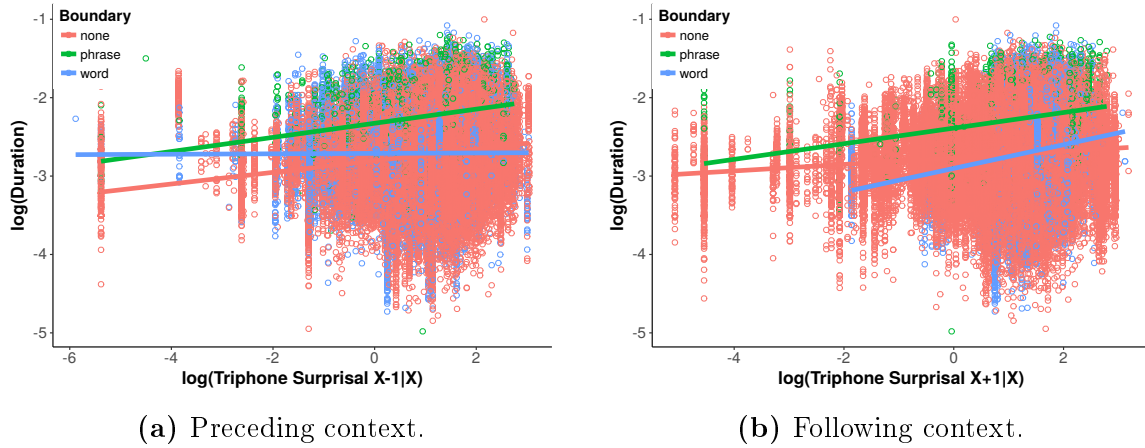 Boundary
none
phrase
word
-1
-2
-3
-4
-5
log(Duration)
-6 -4 -2 0 2
log(Triphone Surprisal X-1|X)
(a) Preceding context.
Boundary
none
phrase
word
-1
-2
-3
-4
-5
log(Duration)
-4 -2 0 2
log(Triphone Surprisal X+1|X)
(b) Following context.